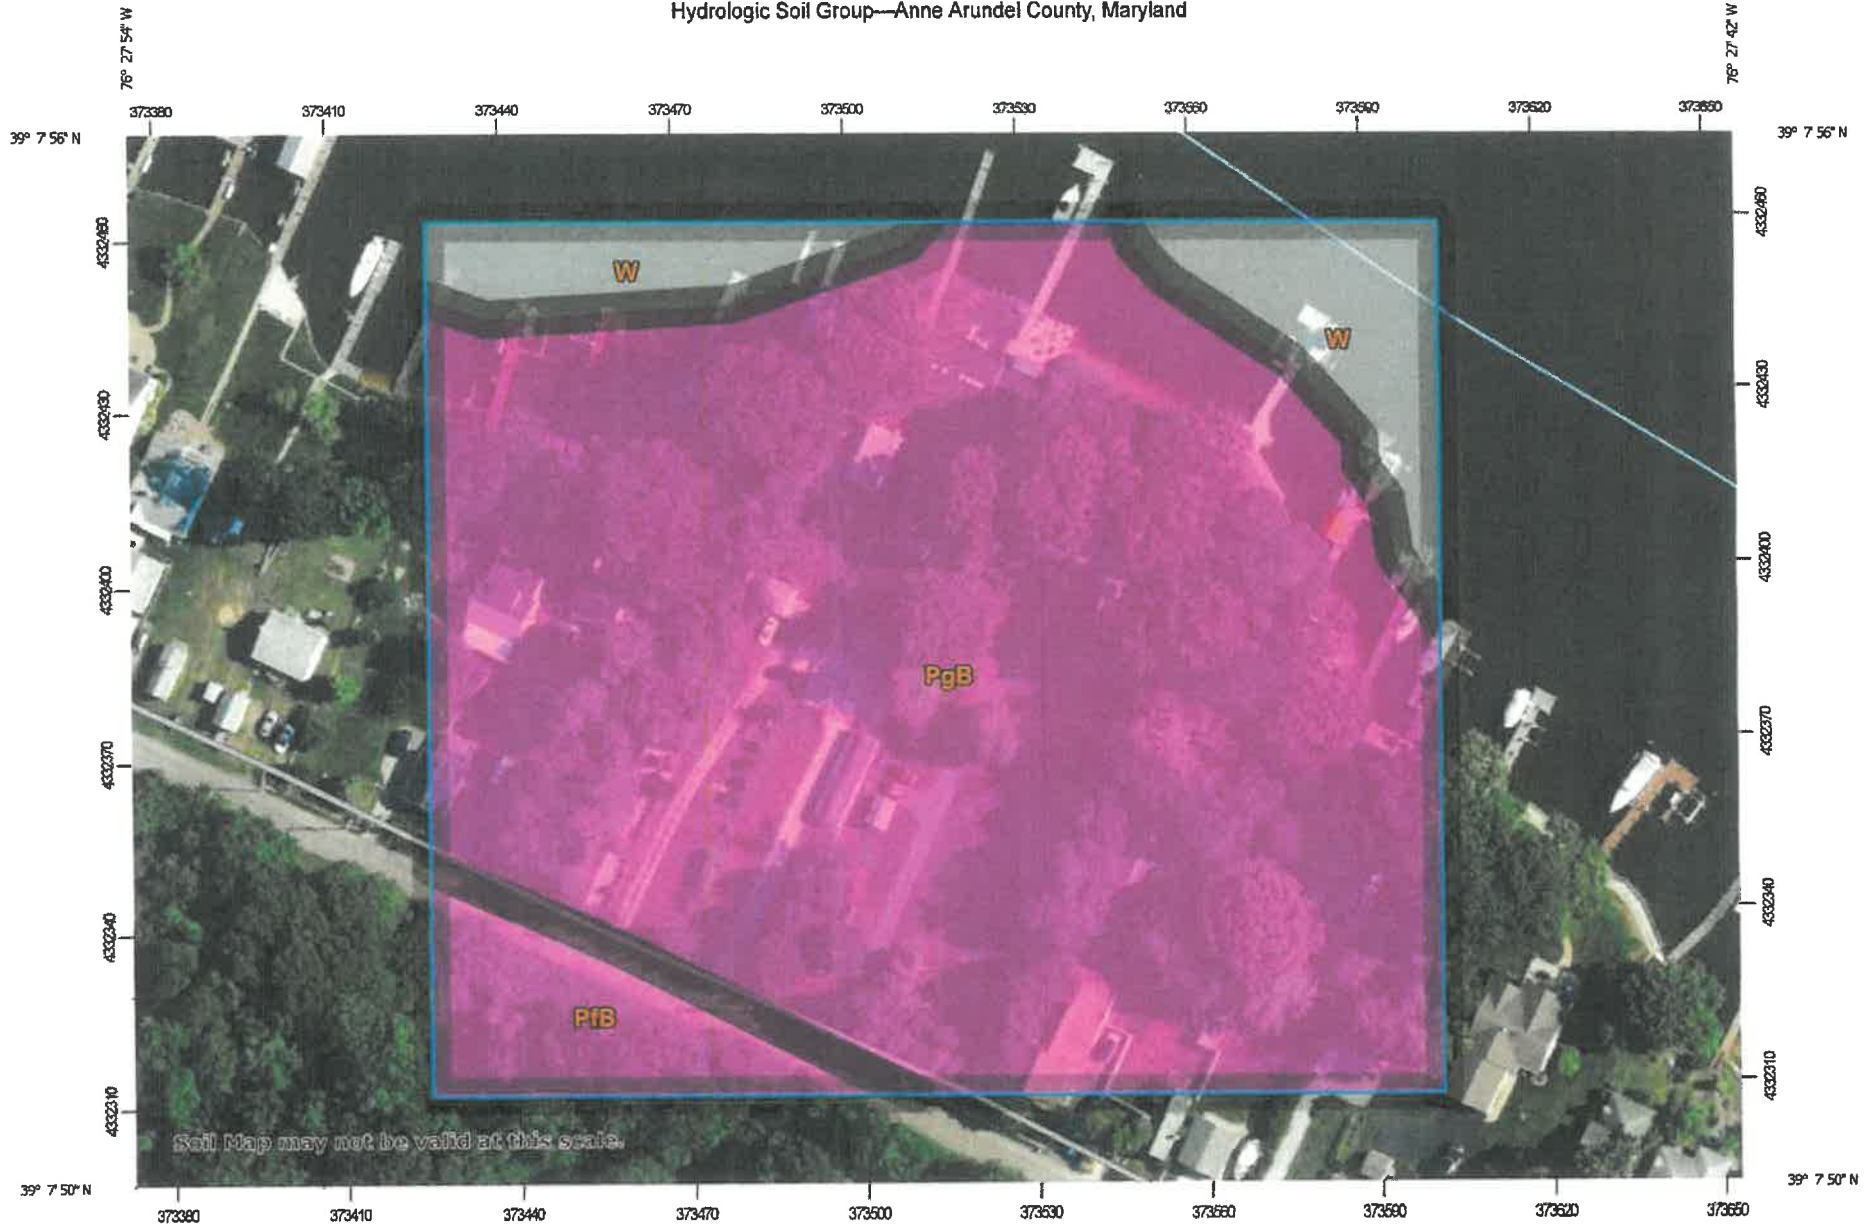 Hydrologic Soil Group—Anne Arundel County, Maryland
76° 27' 54" W
76° 27' 42" W
373380 373410 373440 373470 373500 373530 373560 373590 373620 373650
39° 7' 56" N
39° 7' 56" N
4332460
4332460
W
W
4332430
4332430
4332400
4332400
PgB
4332370
4332370
4332340
4332340
PfB
4332310
4332310
Soil Map may not be valid at this scale.
39° 7' 50" N
39° 7' 50" N
373380 373410 373440 373470 373500 373530 373560 373590 373620 373650